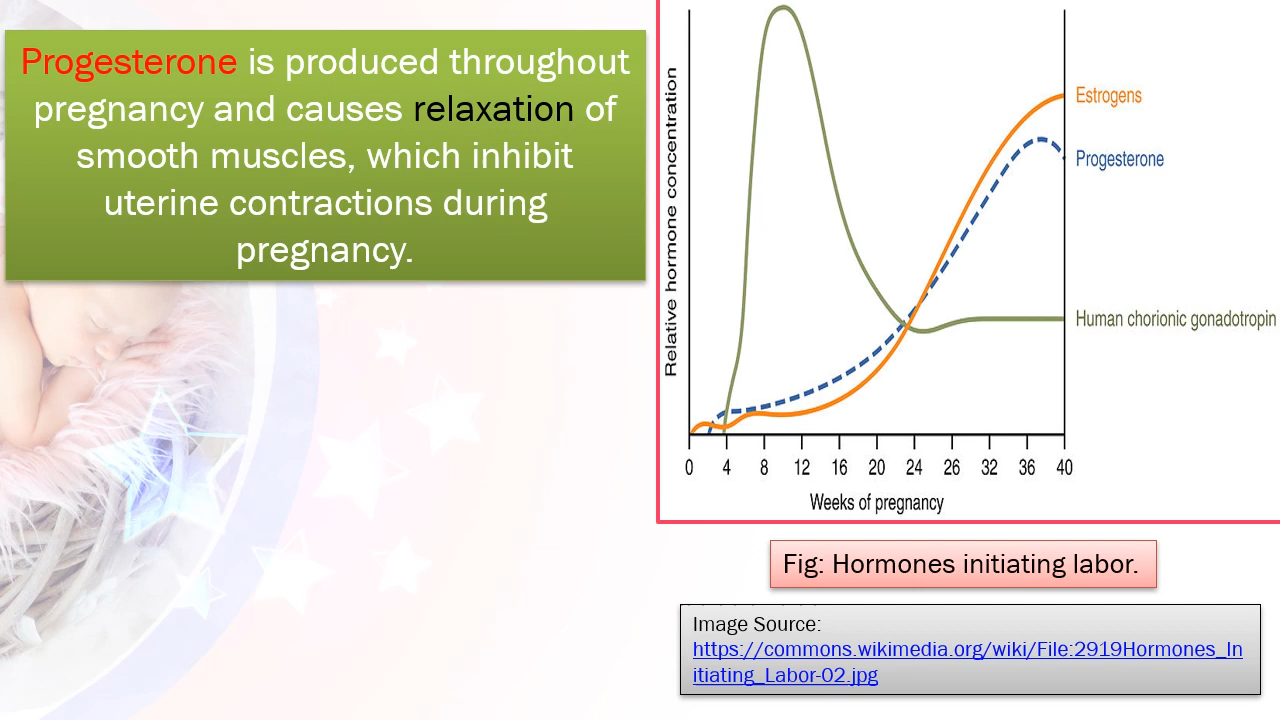 Progesterone is produced throughout
pregnancy and causes relaxation of
smooth muscles, which inhibit
uterine contractions during
pregnancy.
Relative hormone concentration
Estrogens
Progesterone
Human chorionic gonadotropin
0 4 8 12 16 20 24 26 32 36 40
Weeks of pregnancy
Fig: Hormones initiating labor.
Image Source:
https://commons.wikimedia.org/wiki/File:2919Hormones_In
itiating_Labor-02.jpg